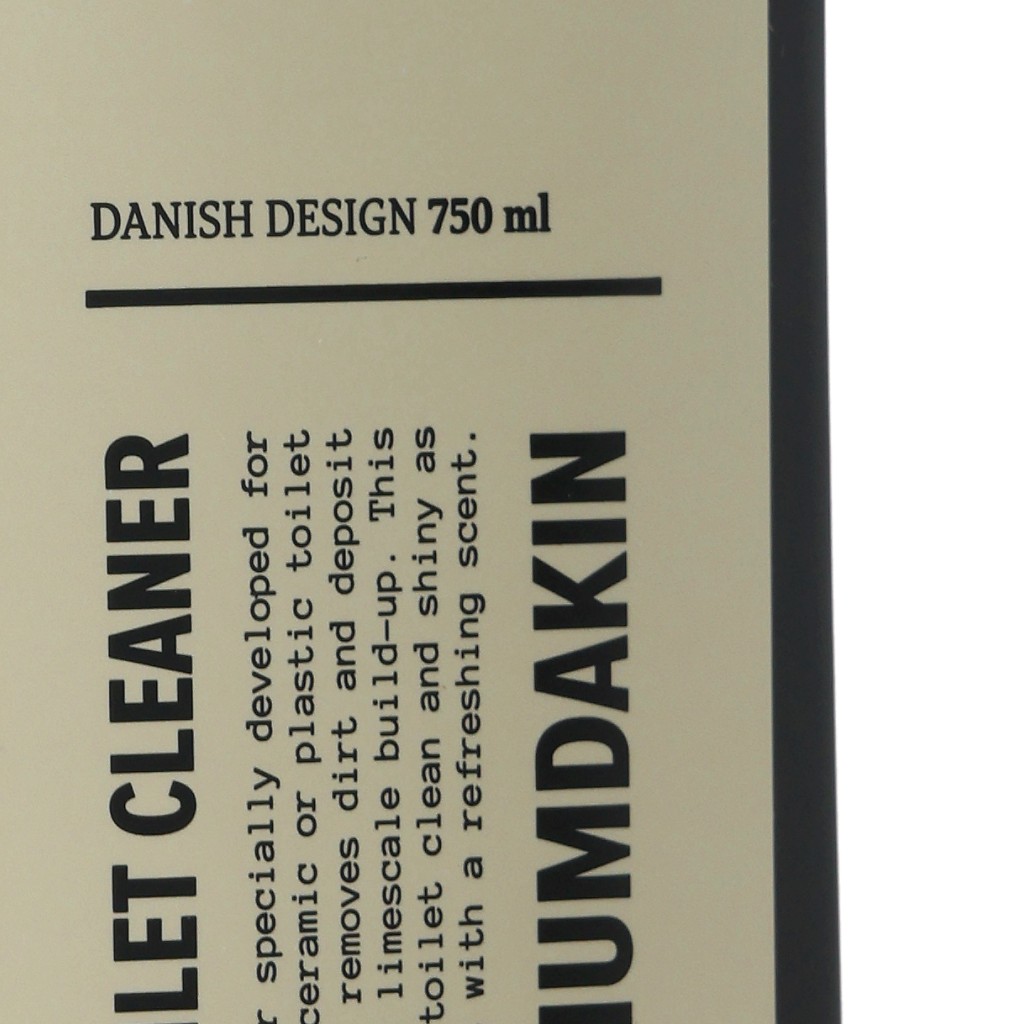 DANISH DESIGN 750 ml
LET CLEANER
specially developed for
ceramic or plastic toilet
removes dirt and deposit
limescale build-up. This
toilet clean and shiny as
with a refreshing scent.
HUMDAKIN